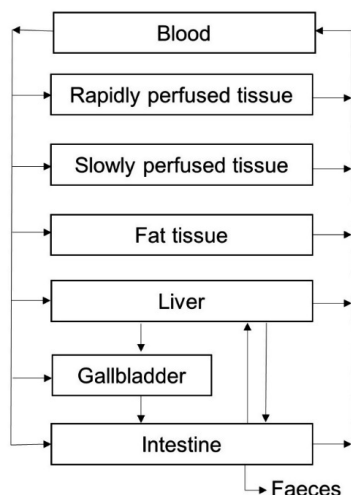 Blood
Rapidly perfused tissue
Slowly perfused tissue
Fat tissue
Liver
Gallbladder
Intestine
Faeces